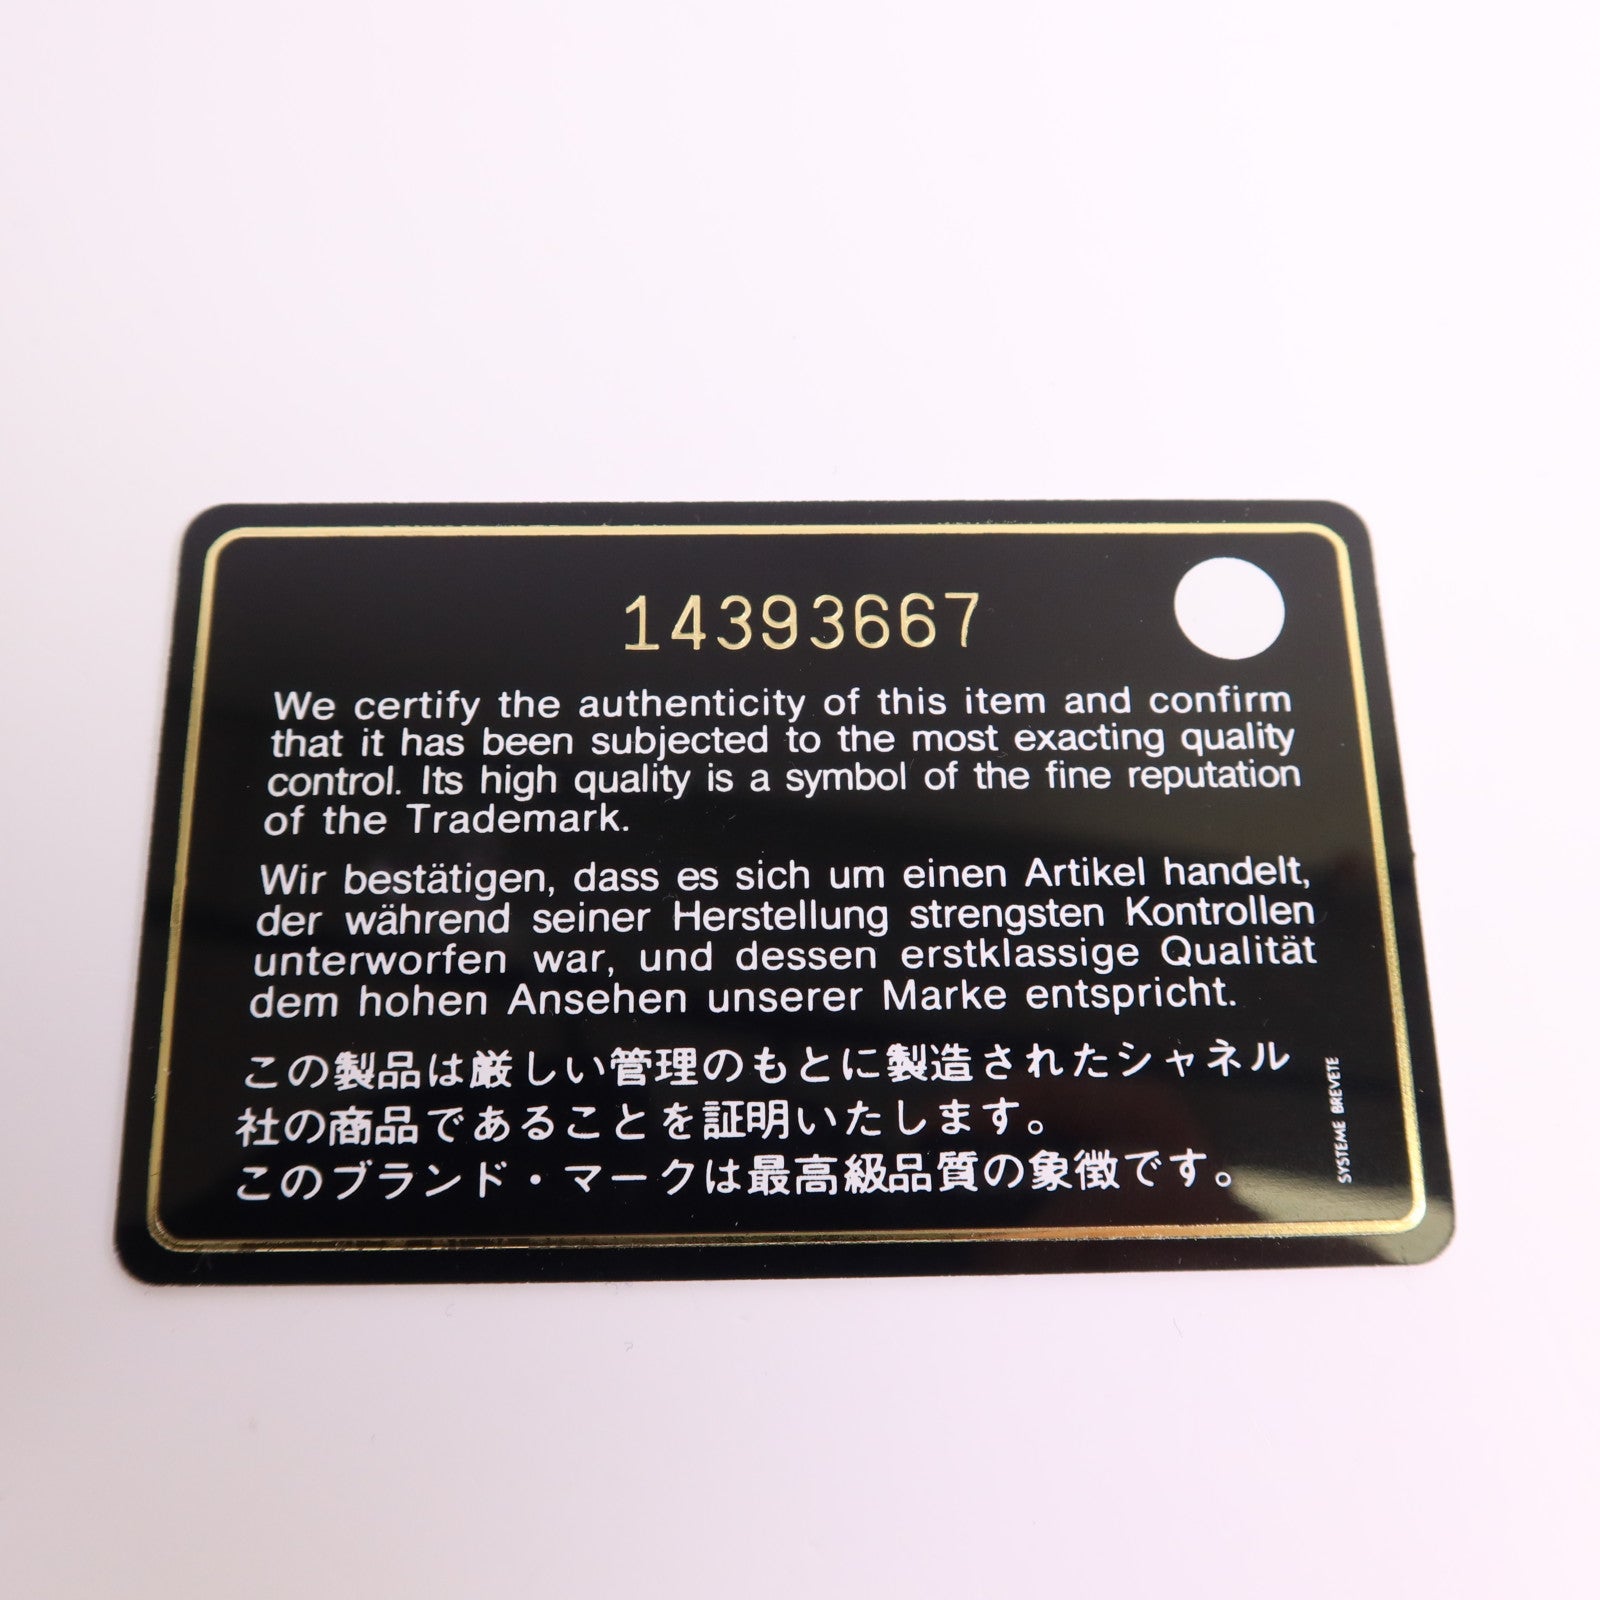 14393667
We certify the authenticity of this item and confirm
that it has been subjected to the most exacting quality
control. Its high quality is a symbol of the fine reputation
of the Trademark.
Wir bestätigen, dass es sich um einen Artikel handelt,
der während seiner Herstellung strengsten Kontrollen
unterworfen war, und dessen erstklassige Qualität
dem hohen Ansehen unserer Marke entspricht.
この製品は厳しい管理のもとに製造されたシャネル
社の商品であることを証明いたします。
このブランド・マークは最高級品質の象徴です。
SYSTEME BREVETE